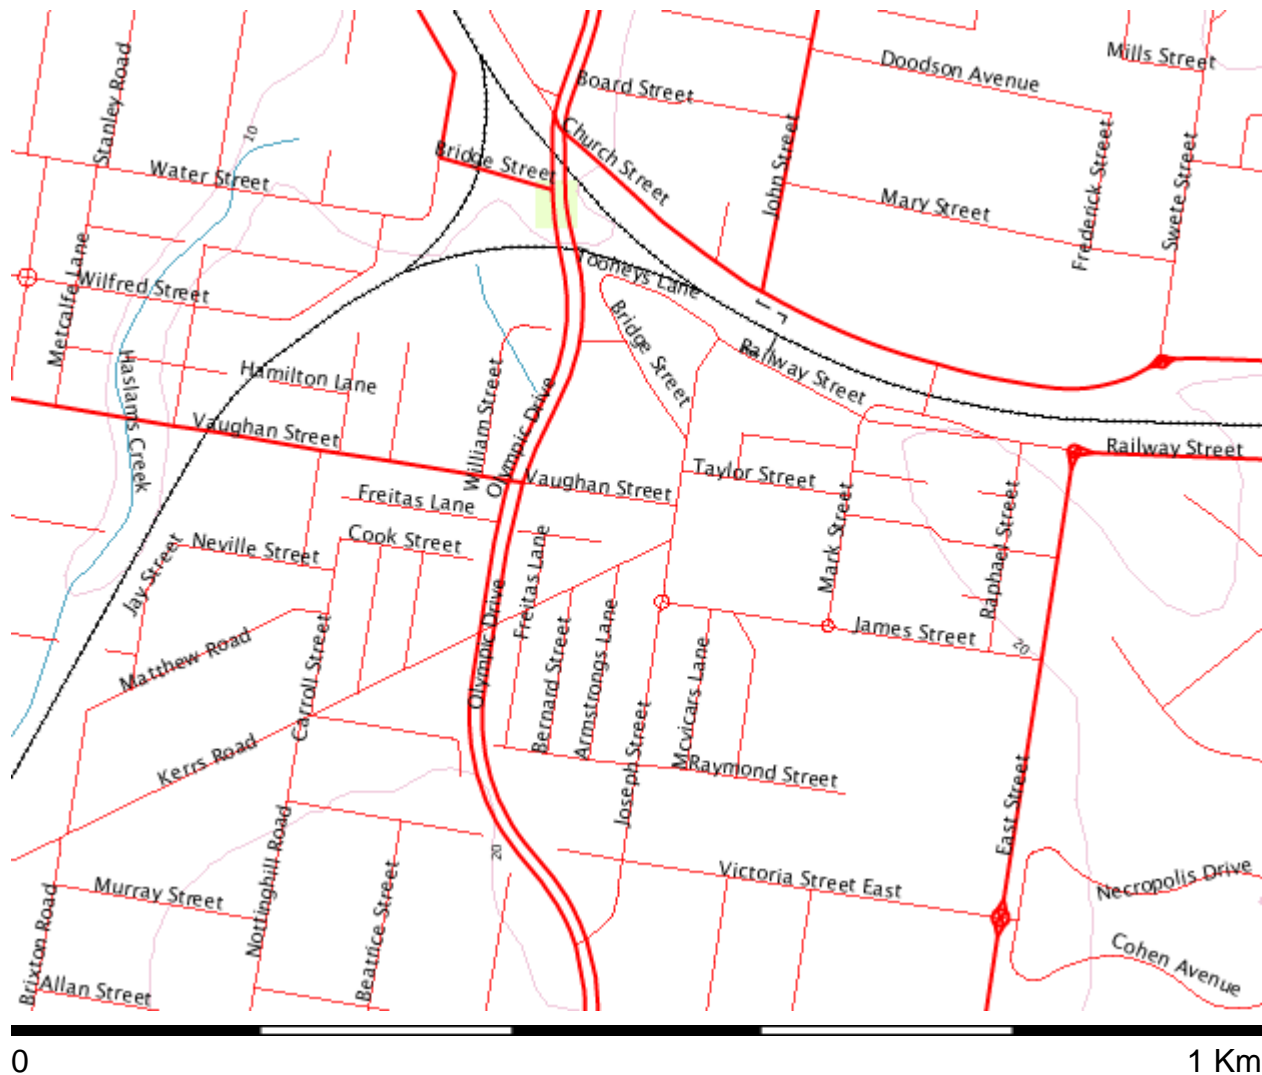 Stanley Road
Board Street
Doodson Avenue
Mills Street
10
Church Street
Bridge Street
Water Street
John Street
Mary Street
Frederick Street
Swete Street
Metcalfe Lane
Wilfred Street
Tooneys Lane
Bridge Street
Railway Street
Haslams Creek
Hamilton Lane
William Street
Olympic Drive
Vaughan Street
Railway Street
Vaughan Street
Taylor Street
Freitas Lane
Mark Street
Raphael Street
Jay Street
Neville Street
Cook Street
Freitas Lane
Olympic Drive
Bernard Street
Armstrongs Lane
James Street
20
Matthew Road
Carroll Street
Mcvicars Lane
Joseph Street
Kerrs Road
Raymond Street
East Street
20
Nottinghill Road
Murray Street
Beatrice Street
Victoria Street East
Necropolis Drive
Brixton Road
Allan Street
Cohen Avenue
0
1 Km